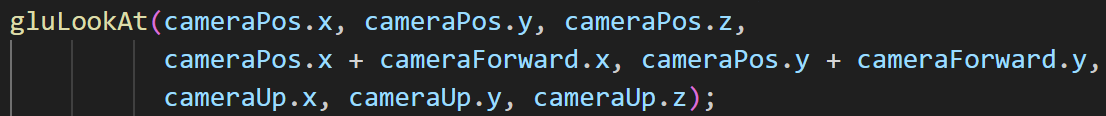 gluLookAt(cameraPos.x, cameraPos.y, cameraPos.z,
cameraPos.x + cameraForward.x, cameraPos.y + cameraForward.y,
cameraUp.x, cameraUp.y, cameraUp.z);